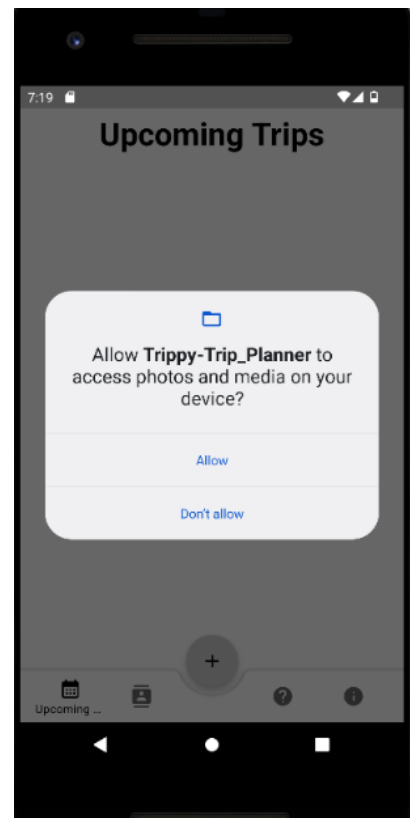 7:19
Upcoming Trips
Allow Trippy-Trip_Planner to
access photos and media on your
device?
Allow
Don't allow
Upcoming ...